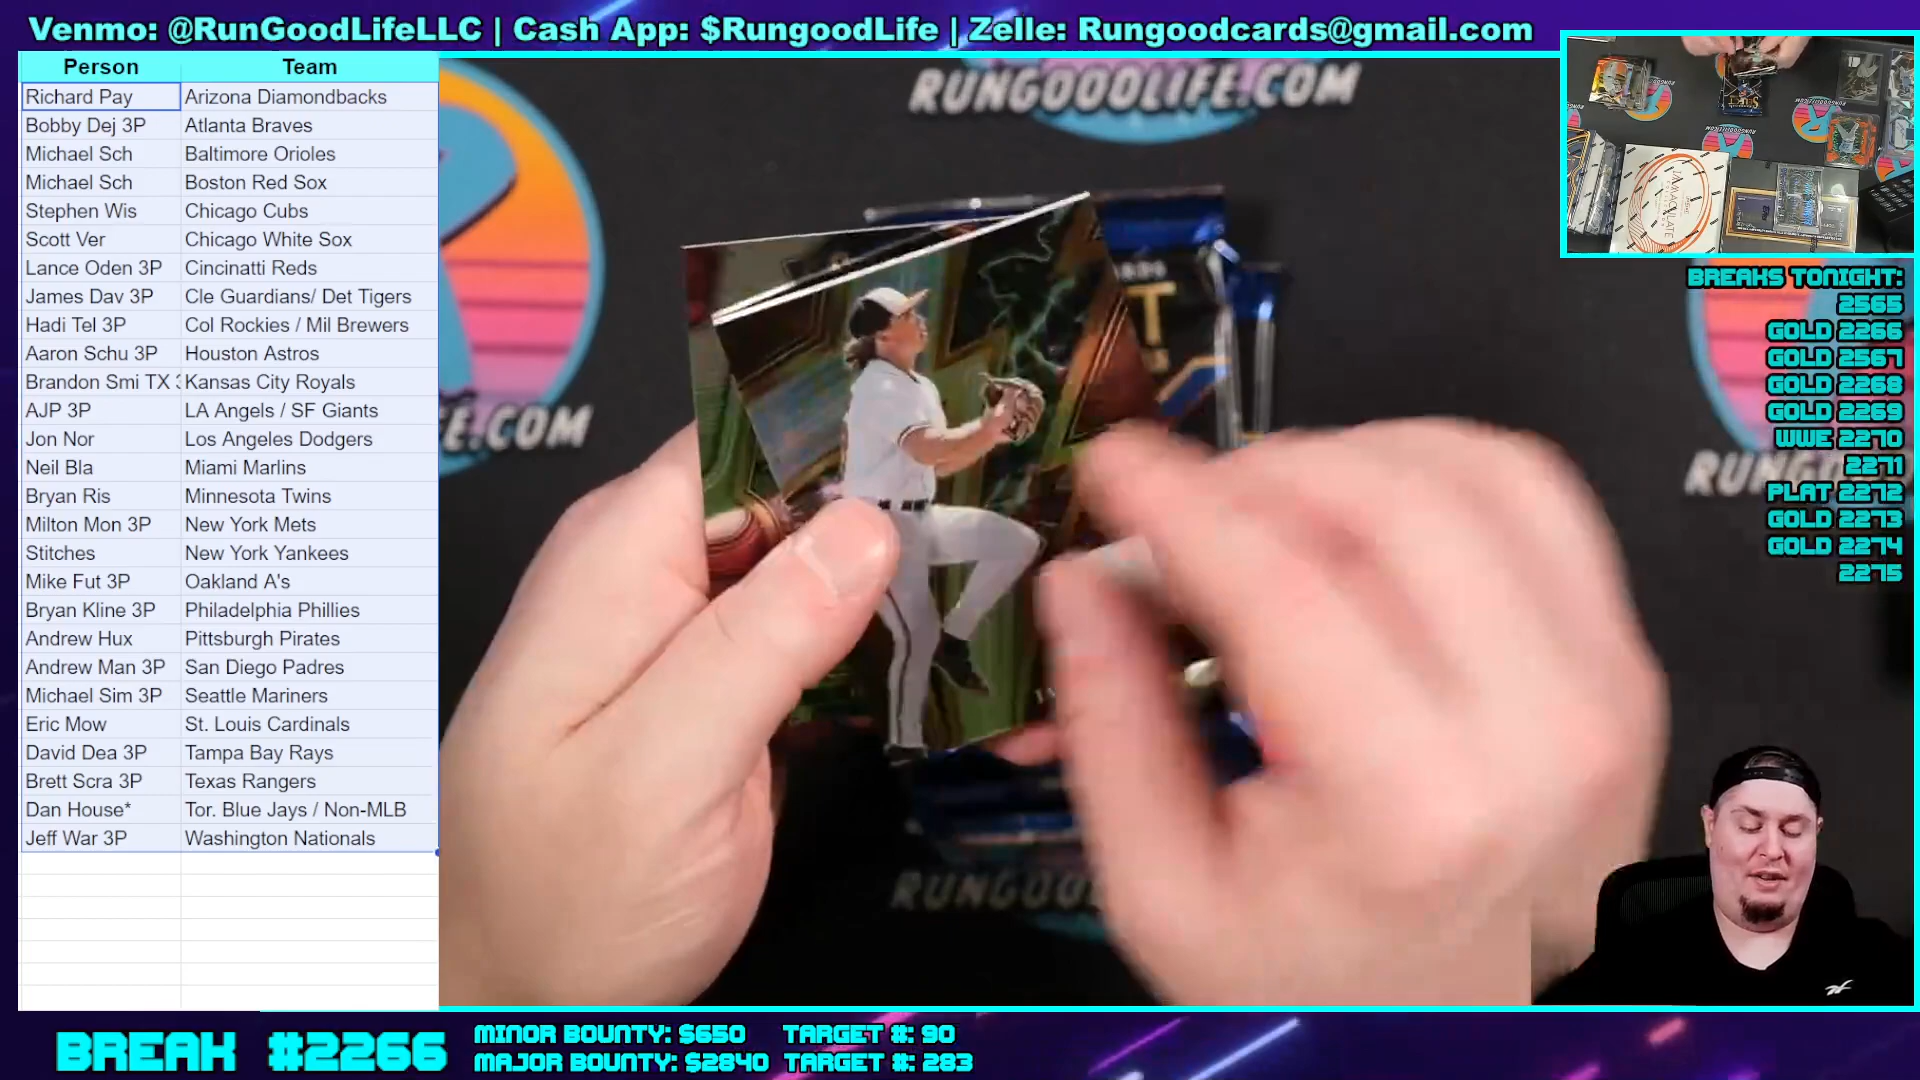 Venmo: @RunGoodLifeLLC | Cash App: $RungoodLife | Zelle: Rungoodcards@gmail.com
Person Team
Richard Pay Arizona Diamondbacks
Bobby Dej 3P Atlanta Braves
Michael Sch Baltimore Orioles
Michael Sch Boston Red Sox
Stephen Wis Chicago Cubs
Scott Ver Chicago White Sox
Lance Oden 3P Cincinatti Reds
James Dav 3P Cle Guardians/ Det Tigers
Hadi Tel 3P Col Rockies / Mil Brewers
Aaron Schu 3P Houston Astros
Brandon Smi TX Kansas City Royals
AJP 3P LA Angels / SF Giants
Jon Nor Los Angeles Dodgers
Neil Bla Miami Marlins
Bryan Ris Minnesota Twins
Milton Mon 3P New York Mets
Stitches New York Yankees
Mike Fut 3P Oakland A's
Bryan Kline 3P Philadelphia Phillies
Andrew Hux Pittsburgh Pirates
Andrew Man 3P San Diego Padres
Michael Sim 3P Seattle Mariners
Eric Mow St. Louis Cardinals
David Dea 3P Tampa Bay Rays
Brett Scra 3P Texas Rangers
Dan House* Tor. Blue Jays / Non-MLB
Jeff War 3P Washington Nationals
RUNGOODLIFE.COM
E.COM
RUNGOO
RUNG
SELECT
IMMACULATE
BREAKS TONIGHT:
2565
GOLD 2266
GOLD 2567
GOLD 2268
GOLD 2269
WWE 2270
2271
PLAT 2272
GOLD 2273
GOLD 2274
2275
BREAK #2266
MINOR BOUNTY: $650 TARGET #: 90
MAJOR BOUNTY: $2840 TARGET #: 283